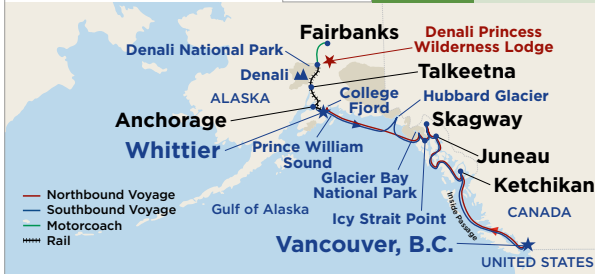 Fairbanks
Denali Princess
Wilderness Lodge
Denali National Park
Denali
Talkeetna
ALASKA
College
Fjord
Hubbard Glacier
Anchorage
Skagway
Whittier
Prince William
Sound
Juneau
Glacier Bay
National Park
Ketchikan
Northbound Voyage
Southbound Voyage
Motorcoach
Rail
Gulf of Alaska
Icy Strait Point
Inside Passage
CANADA
Vancouver, B.C.
UNITED STATES